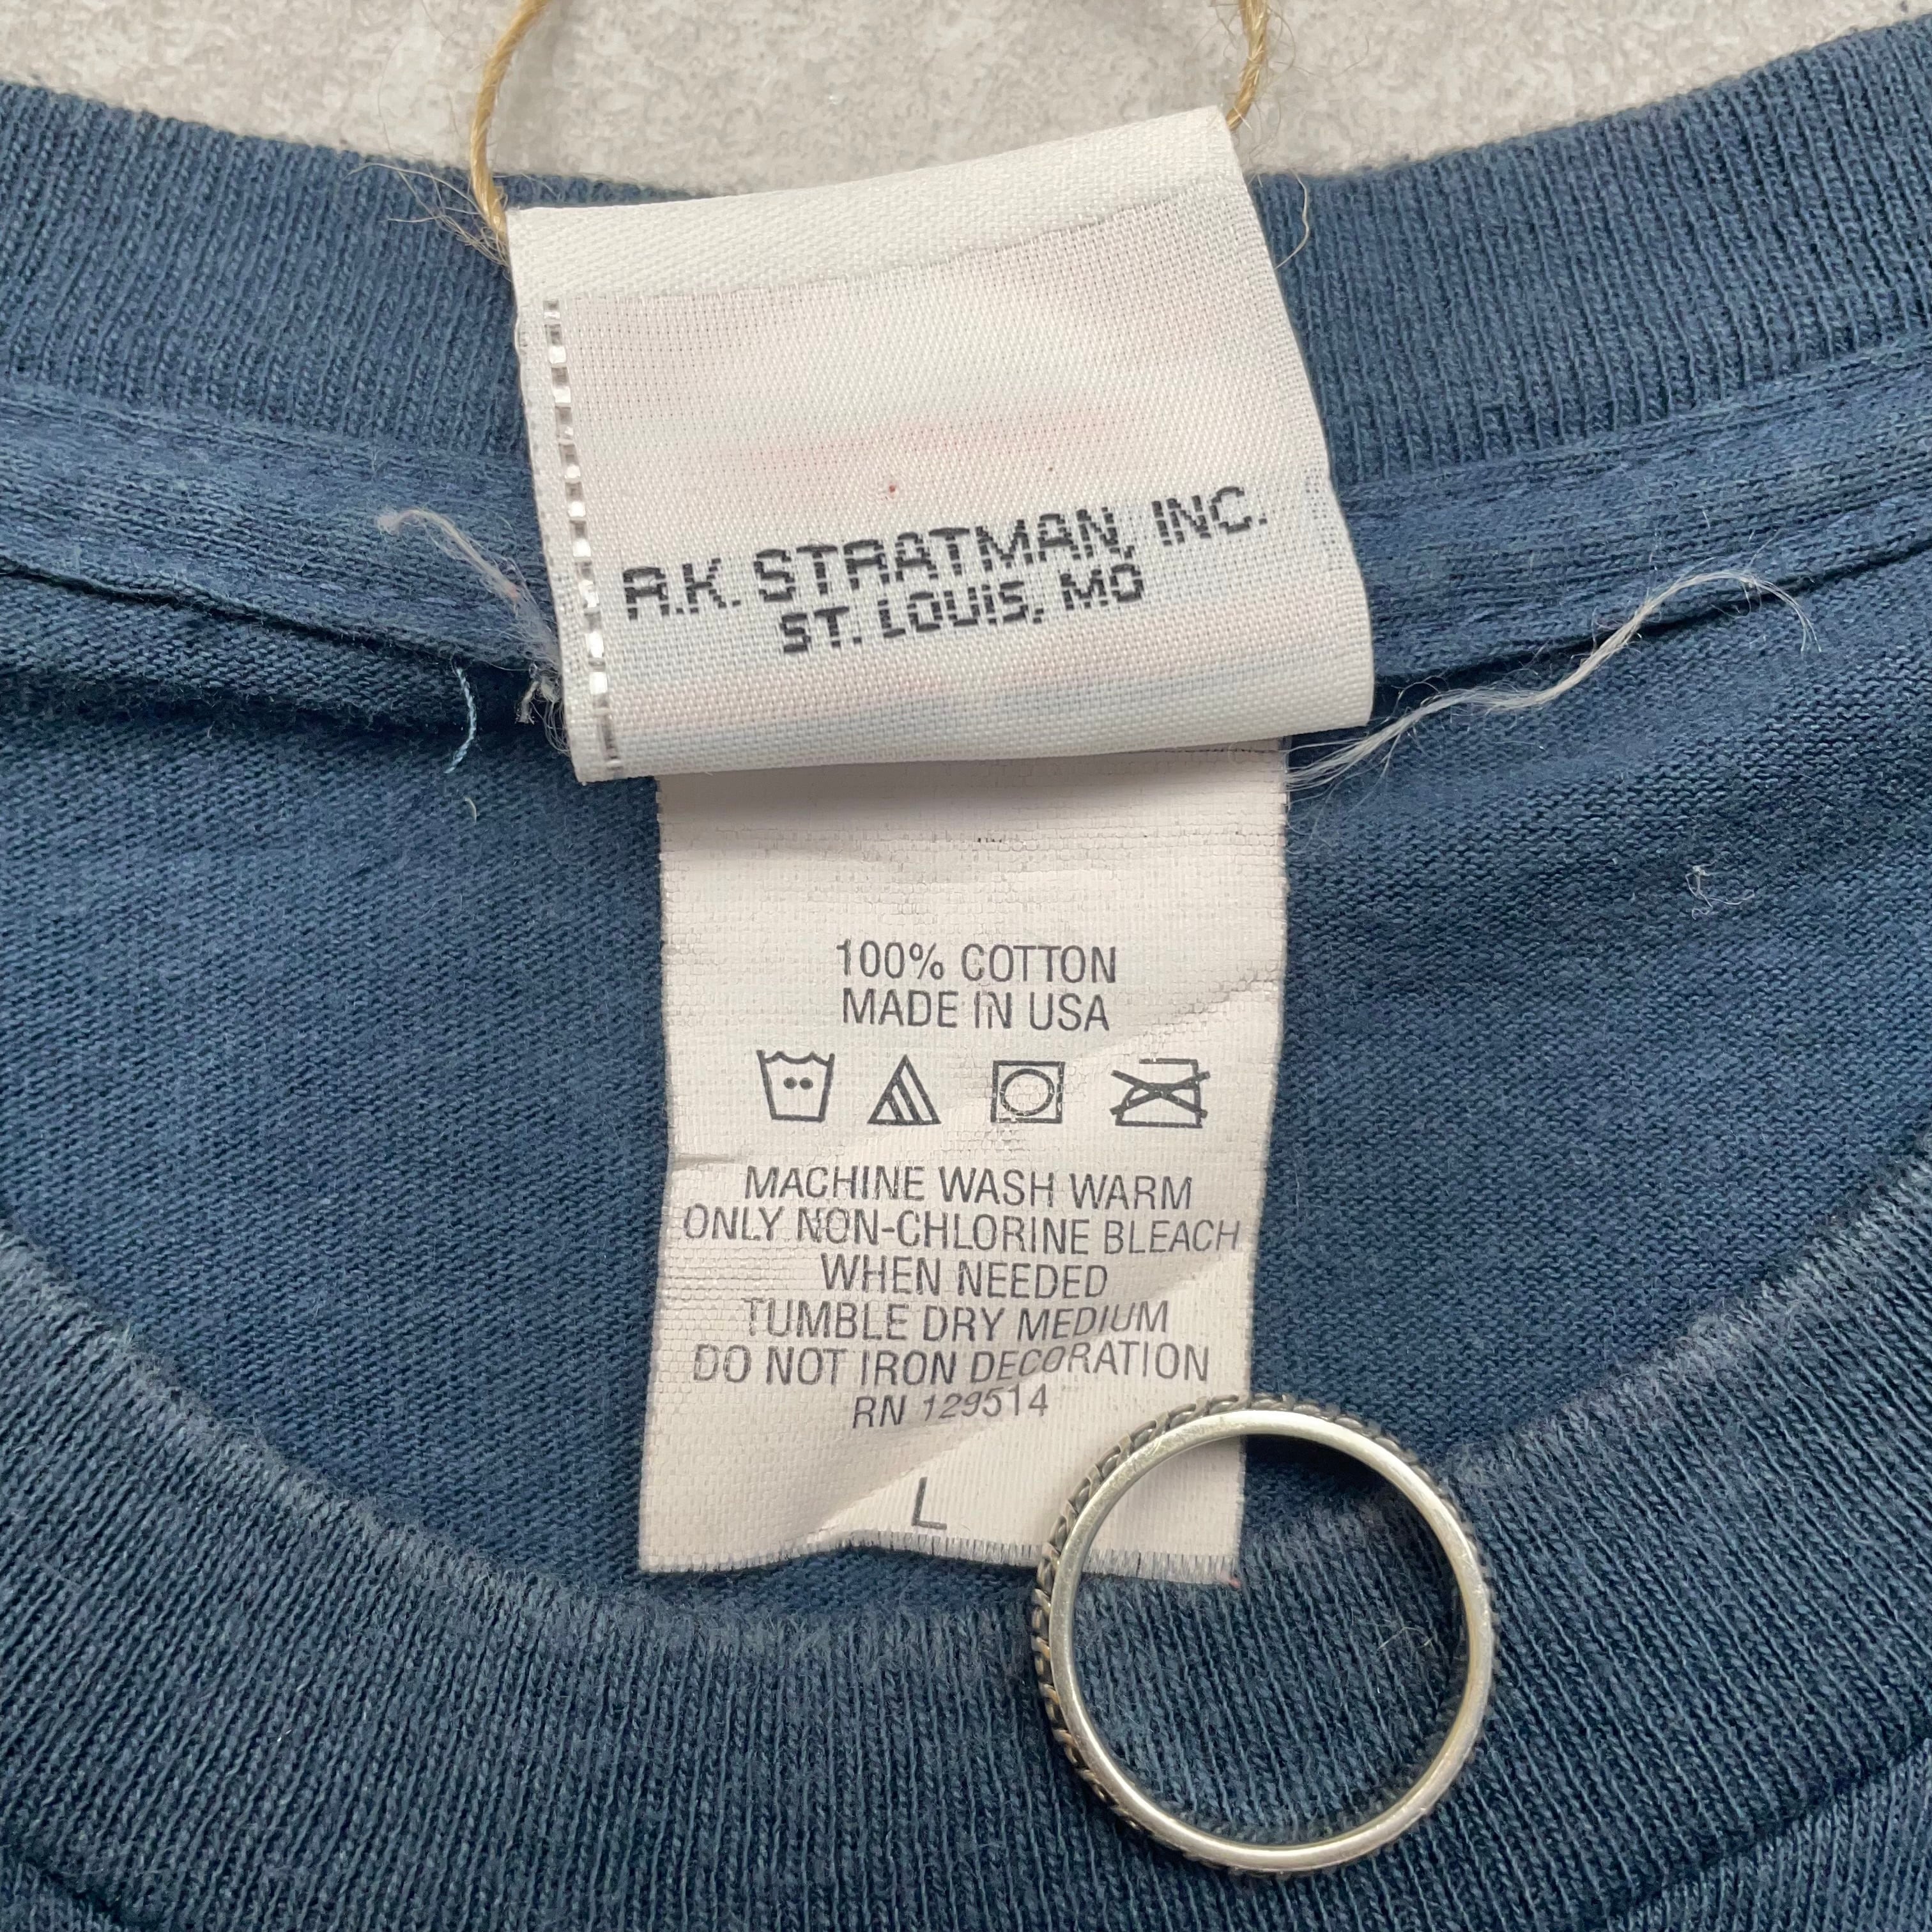 R.K. STRATMAN, INC.
ST. LOUIS, MO
100% COTTON
MADE IN USA
MACHINE WASH WARM
ONLY NON-CHLORINE BLEACH
WHEN NEEDED
TUMBLE DRY MEDIUM
DO NOT IRON DECORATION
RN 129514
L